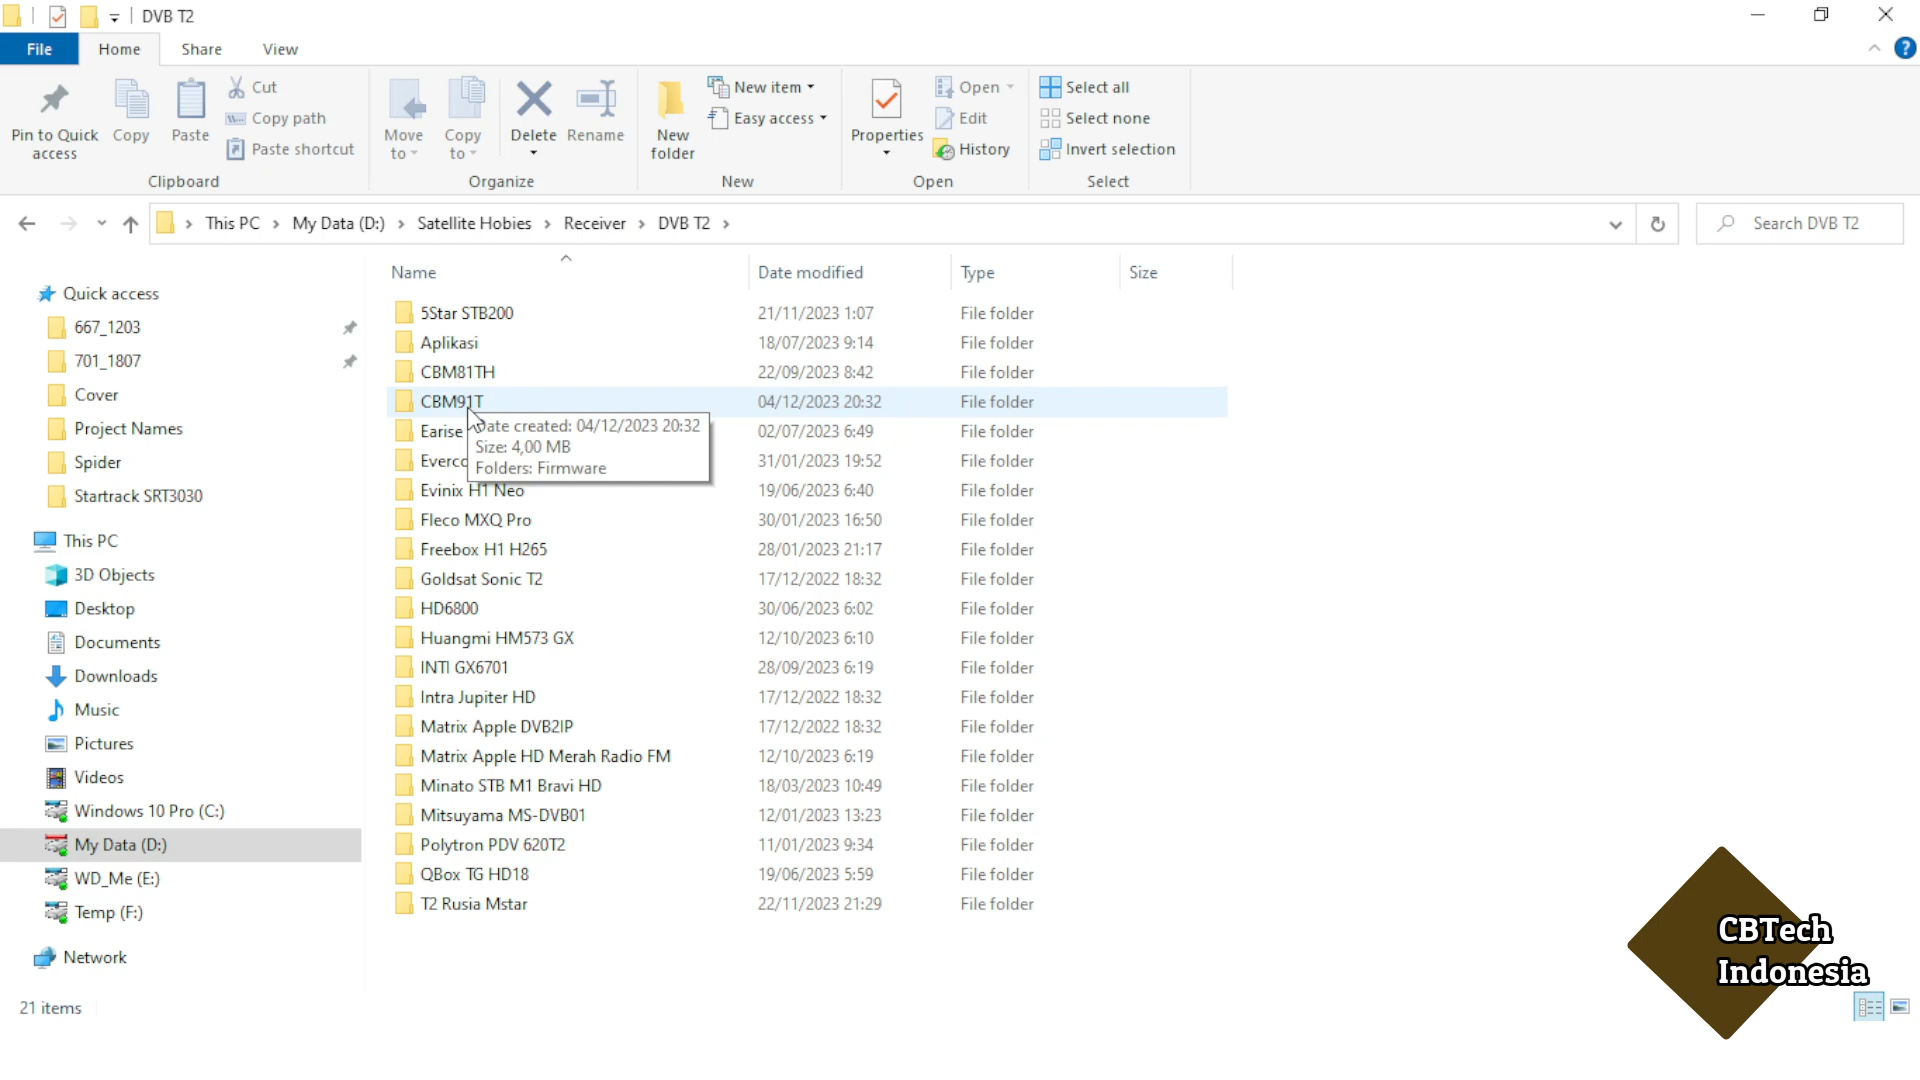 DVB T2
File Home Share View
Pin to Quick access
Copy
Paste
Cut
Copy path
Paste shortcut
Clipboard
Move to
Copy to
Delete
Rename
Organize
New folder
New item
Easy access
New
Properties
Open
Edit
History
Open
Select all
Select none
Invert selection
Select
This PC › My Data (D:) › Satellite Hobies › Receiver › DVB T2 ›
Search DVB T2
Quick access
667_1203
701_1807
Cover
Project Names
Spider
Startrack SRT3030
This PC
3D Objects
Desktop
Documents
Downloads
Music
Pictures
Videos
Windows 10 Pro (C:)
My Data (D:)
WD_Me (E:)
Temp (F:)
Network
Name Date modified Type Size
5Star STB200 21/11/2023 1:07 File folder
Aplikasi 18/07/2023 9:14 File folder
CBM81TH 22/09/2023 8:42 File folder
CBM91T 04/12/2023 20:32 File folder
Earise 02/07/2023 6:49 File folder
31/01/2023 19:52 File folder
Evinix H1 Neo 19/06/2023 6:40 File folder
Fleco MXQ Pro 30/01/2023 16:50 File folder
Freebox H1 H265 28/01/2023 21:17 File folder
Goldsat Sonic T2 17/12/2022 18:32 File folder
HD6800 30/06/2023 6:02 File folder
Huangmi HM573 GX 12/10/2023 6:10 File folder
INTI GX6701 28/09/2023 6:19 File folder
Intra Jupiter HD 17/12/2022 18:32 File folder
Matrix Apple DVB2IP 17/12/2022 18:32 File folder
Matrix Apple HD Merah Radio FM 12/10/2023 6:19 File folder
Minato STB M1 Bravi HD 18/03/2023 10:49 File folder
Mitsuyama MS-DVB01 12/01/2023 13:23 File folder
Polytron PDV 620T2 11/01/2023 9:34 File folder
QBox TG HD18 19/06/2023 5:59 File folder
T2 Rusia Mstar 22/11/2023 21:29 File folder
Date created: 04/12/2023 20:32
Size: 4,00 MB
Folders: Firmware
21 items
CBTech
Indonesia